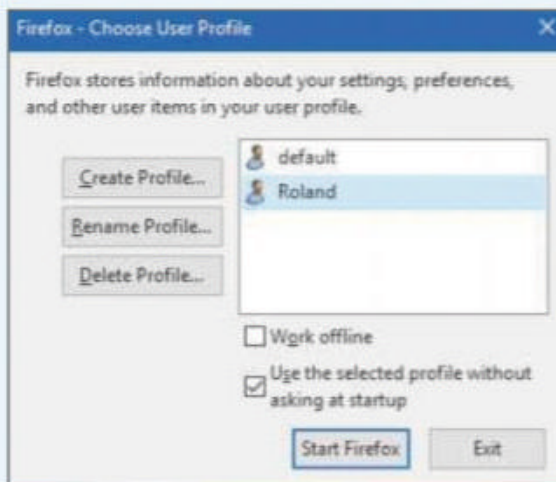 Firefox - Choose User Profile
Firefox stores information about your settings, preferences,
and other user items in your user profile.
Create Profile...
Rename Profile...
Delete Profile...
default
Roland
Work offline
Use the selected profile without
asking at startup
Start Firefox
Exit